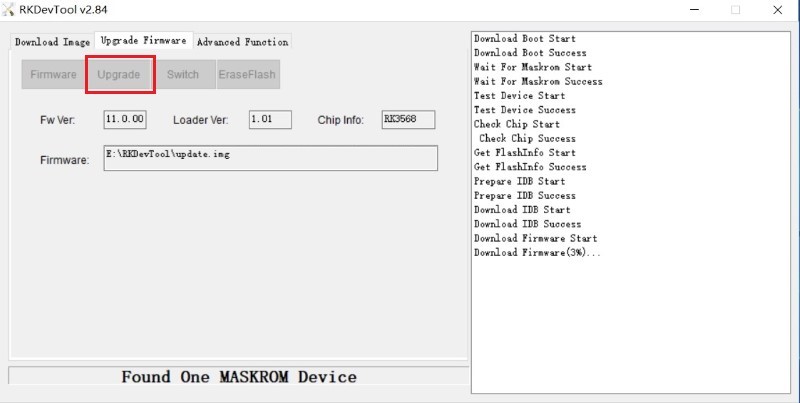 RKDevTool v2.84
Download Image Upgrade Firmware Advanced Function
Firmware Upgrade Switch EraseFlash
Fw Ver: 11.0.00 Loader Ver: 1.01 Chip Info: RK3568
Firmware: E:\RKDevTool\update.img
Found One MASKROM Device
Download Boot Start
Download Boot Success
Wait For Maskrom Start
Wait For Maskrom Success
Test Device Start
Test Device Success
Check Chip Start
Check Chip Success
Get FlashInfo Start
Get FlashInfo Success
Prepare IDB Start
Prepare IDB Success
Download IDB Start
Download IDB Success
Download Firmware Start
Download Firmware(3%)...